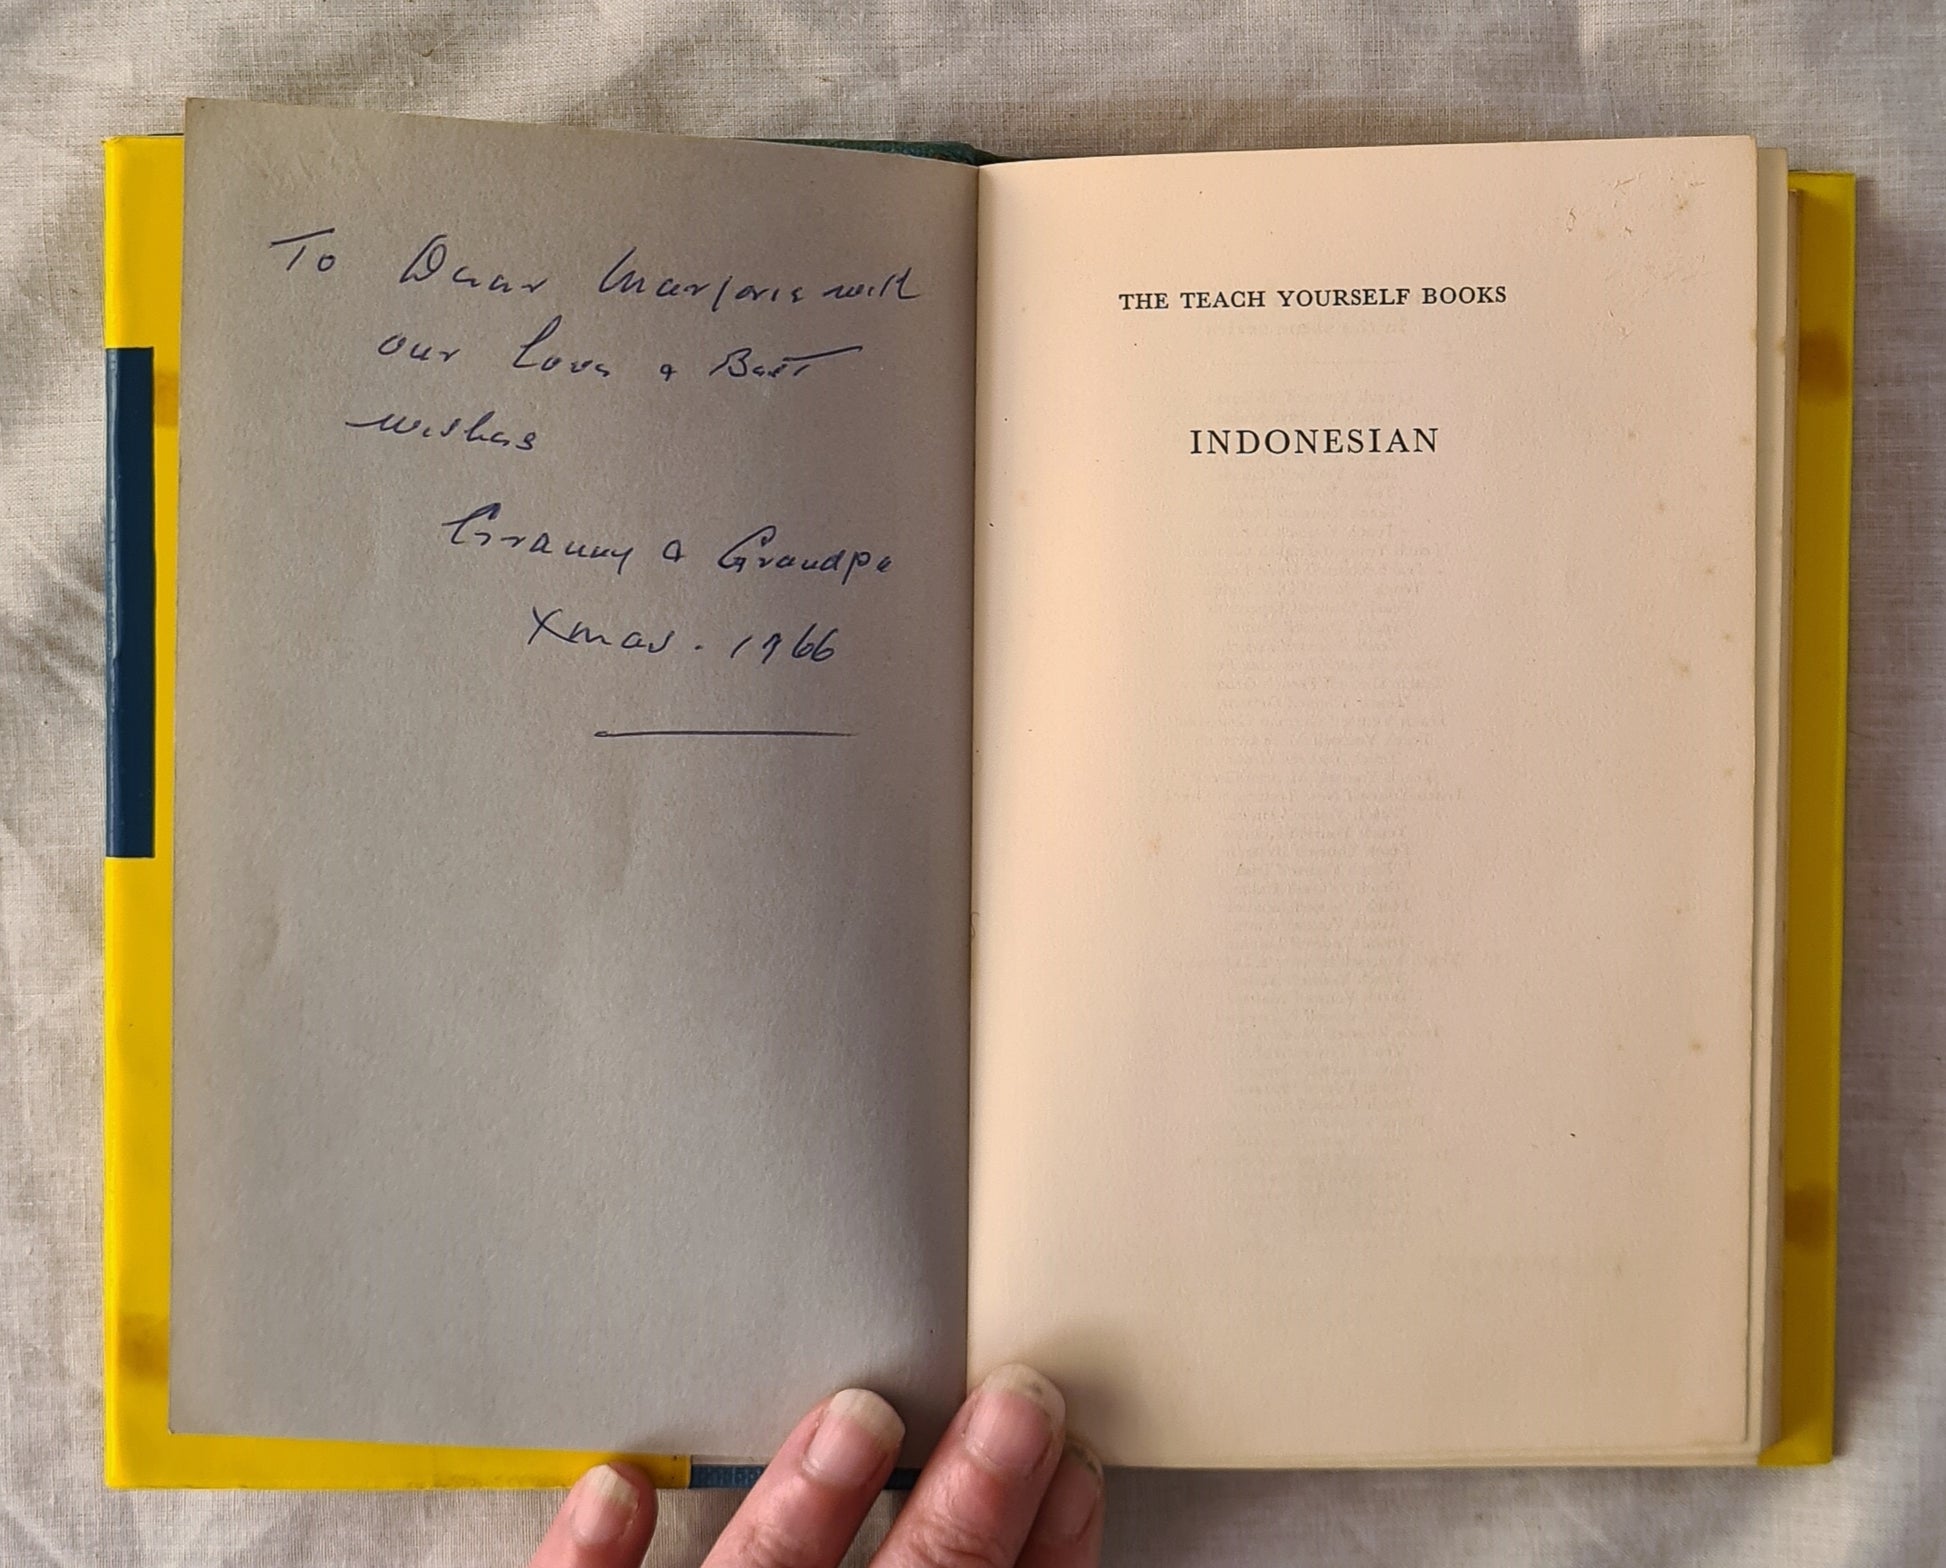 To Dear Marjorie with
our Love & Best
wishes
Granny & Grandpa
Xmas. 1966
THE TEACH YOURSELF BOOKS
INDONESIAN